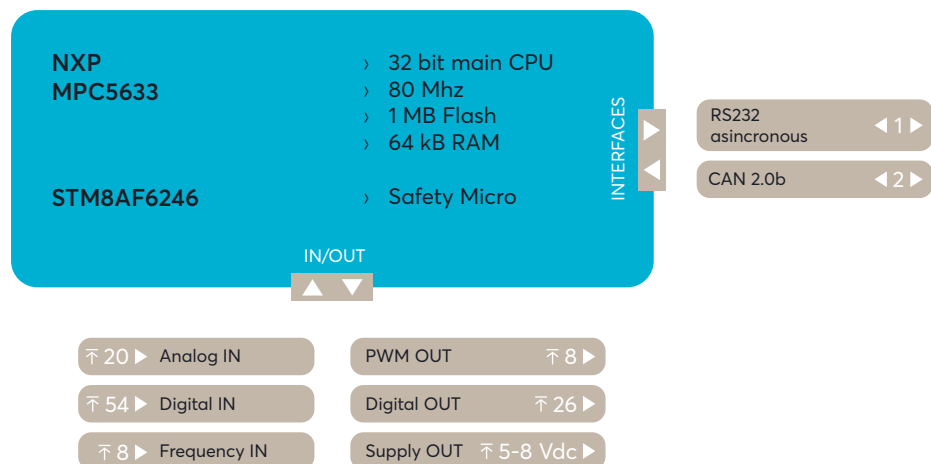 NXP
MPC5633
› 32 bit main CPU
› 80 Mhz
› 1 MB Flash
› 64 kB RAM
STM8AF6246
› Safety Micro
INTERFACES
RS232
asincronous
1
CAN 2.0b
2
IN/OUT
20 Analog IN
PWM OUT 8
54 Digital IN
Digital OUT 26
8 Frequency IN
Supply OUT 5-8 Vdc